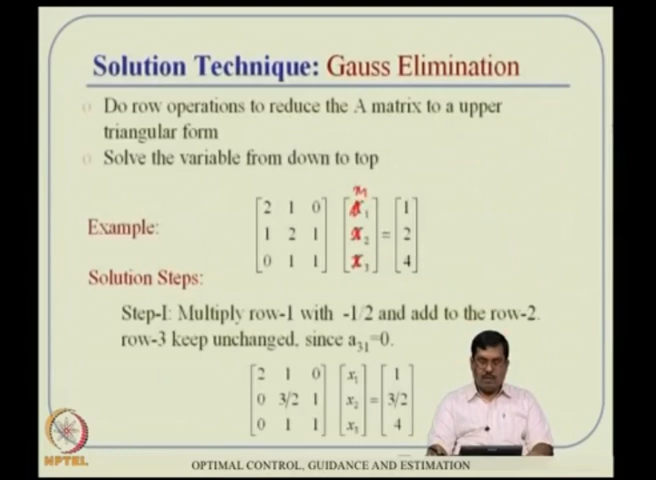 Solution Technique: Gauss Elimination
Do row operations to reduce the A matrix to a upper
triangular form
Solve the variable from down to top
Example:
[2 1 0] [x₁] [1]
[1 2 1] [x₂] = [2]
[0 1 1] [x₃] [4]
Solution Steps:
Step-I: Multiply row-1 with -1/2 and add to the row-2.
row-3 keep unchanged, since a₃₁=0.
[2 1 0] [x₁] [1]
[0 3/2 1] [x₂] = [3/2]
[0 1 1] [x₃] [4]
NPTEL
OPTIMAL CONTROL, GUIDANCE AND ESTIMATION